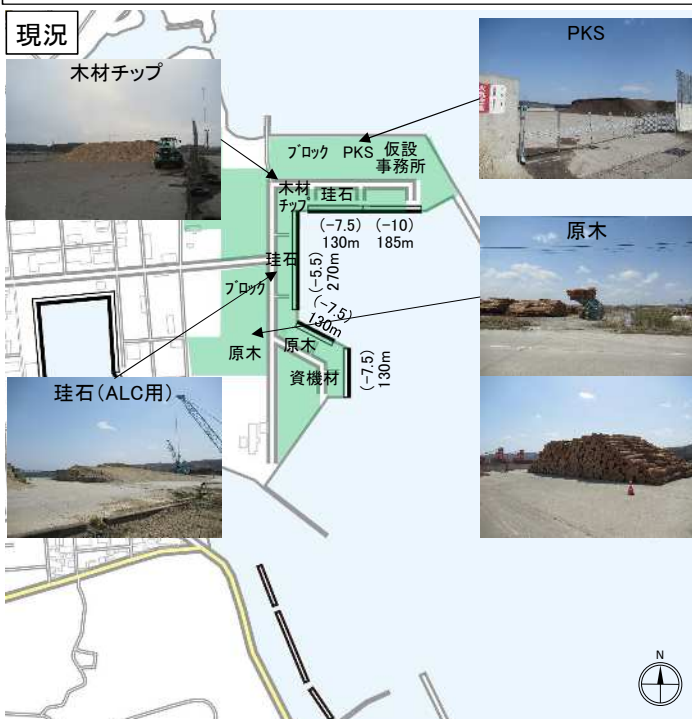 現況
木材チップ
PKS
ブロック PKS 仮設
事務所
木材
チップ
珪石
(-7.5) (-10)
130m 185m
原木
珪石
(-5.5)
270m
ブロック
(-7.5)
130m
原木
原木
(-7.5)
130m
資機材
珪石(ALC用)
N